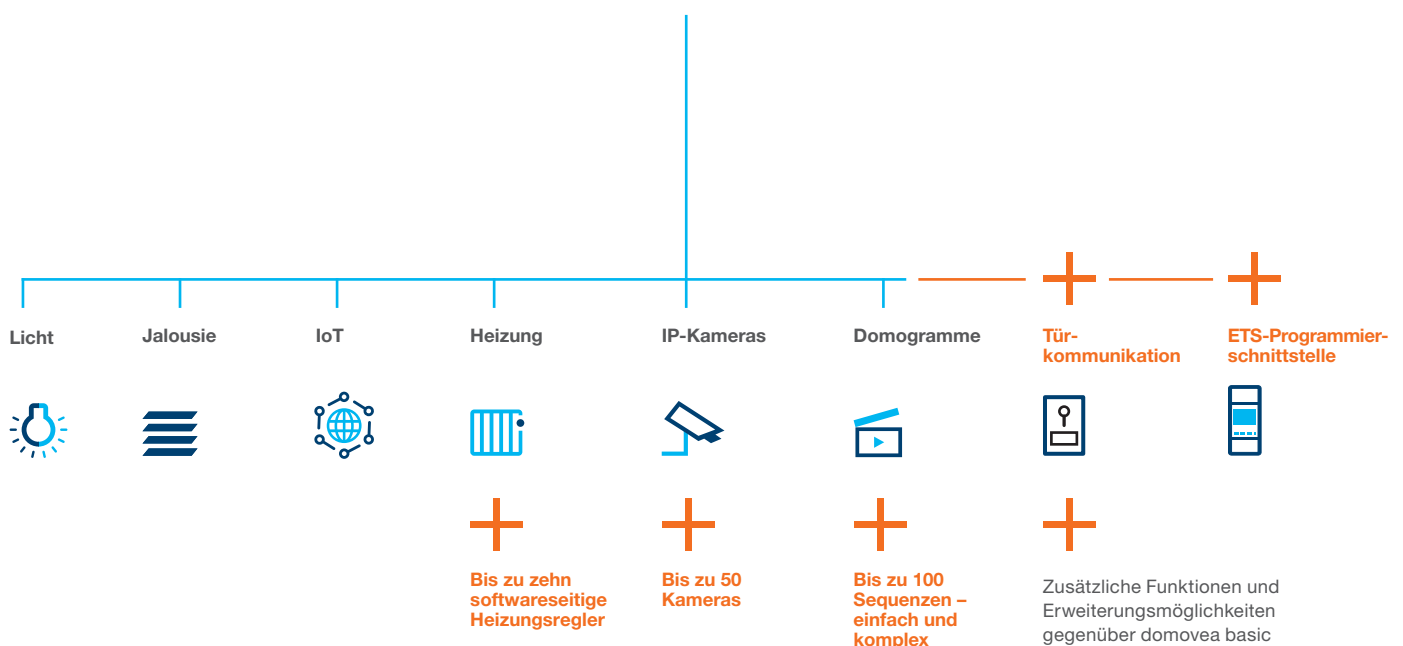 Licht
Jalousie
IoT
Heizung
IP-Kameras
Domogramme
Tür-
kommunikation
ETS-Programmier-
schnittstelle
Bis zu zehn
softwareseitige
Heizungsregler
Bis zu 50
Kameras
Bis zu 100
Sequenzen –
einfach und
komplex
Zusätzliche Funktionen und
Erweiterungsmöglichkeiten
gegenüber domovea basic